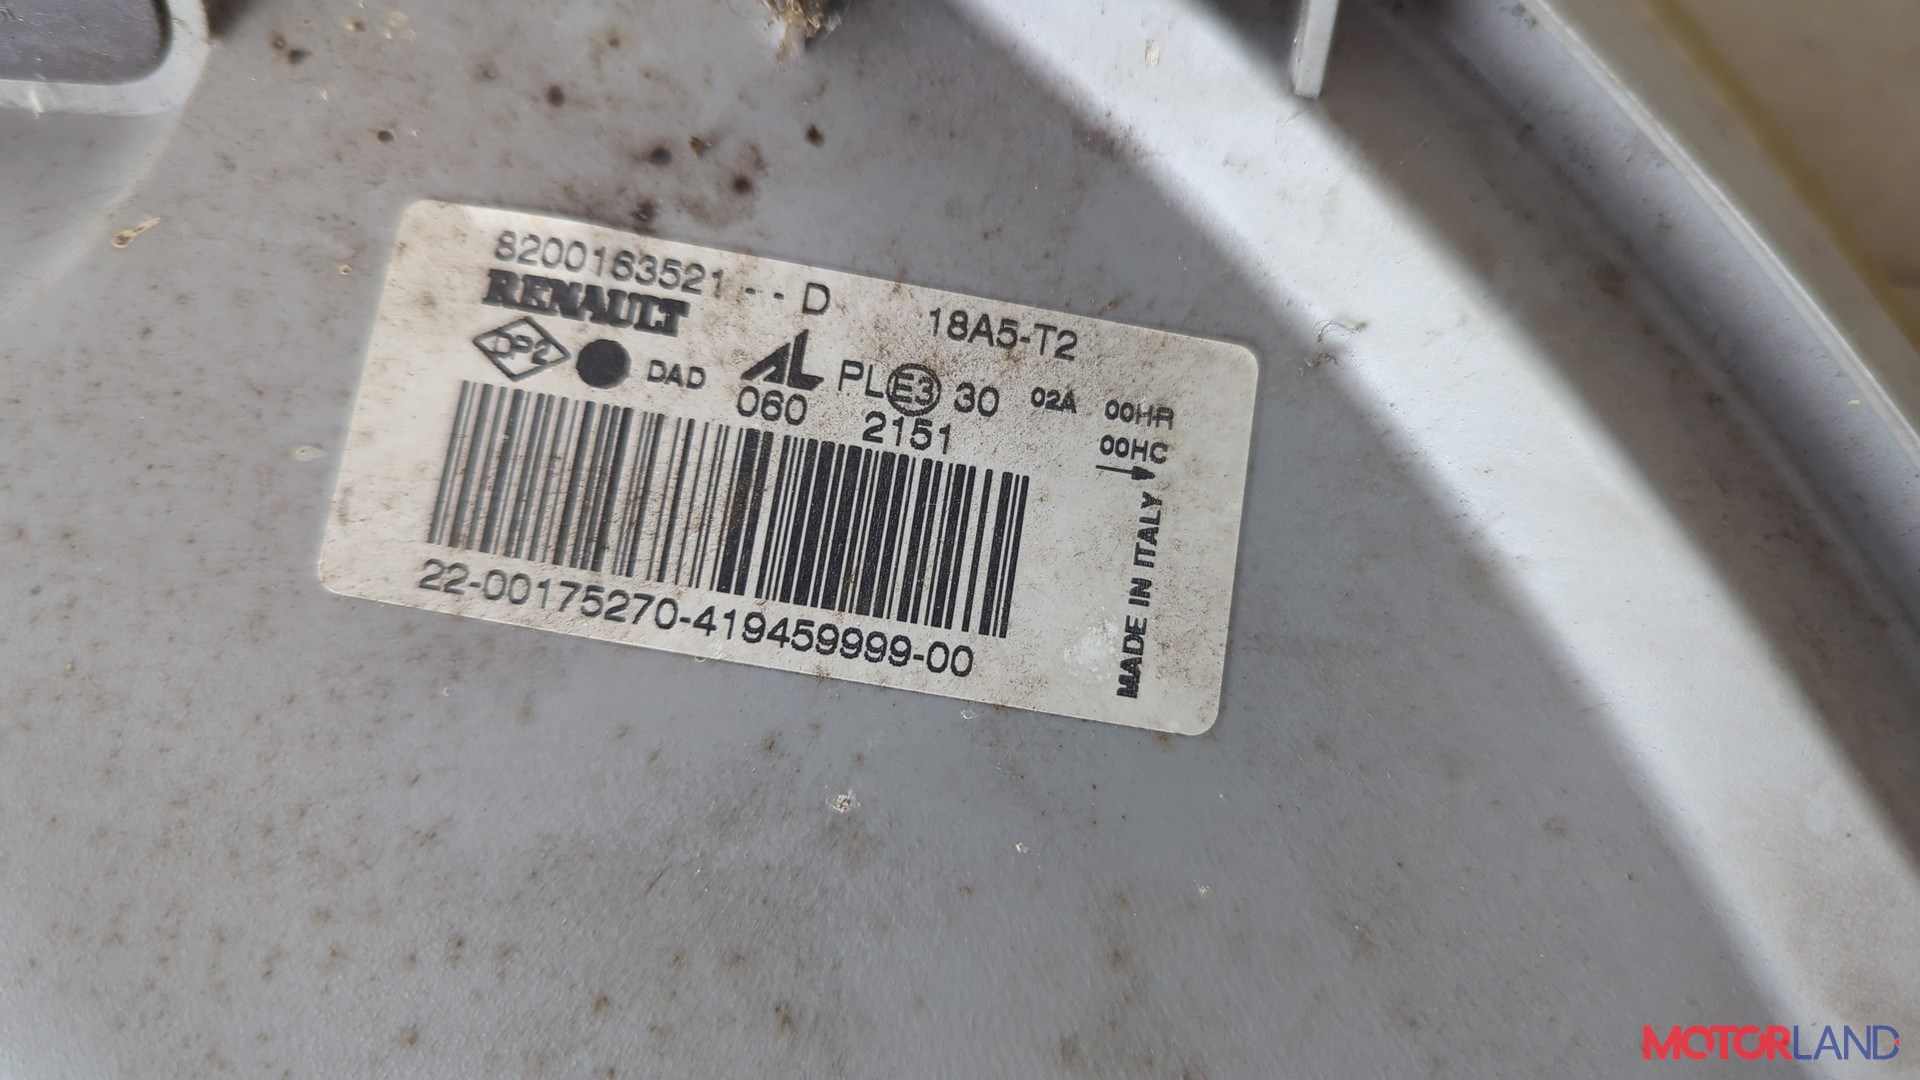 8200163521 - - D 18A5-T2
RENAULT
DP2 DAD AL PL E3 30 02A 00HR
060 2151 00HC
22-00175270-419459999-00
MADE IN ITALY
MOTORLAND